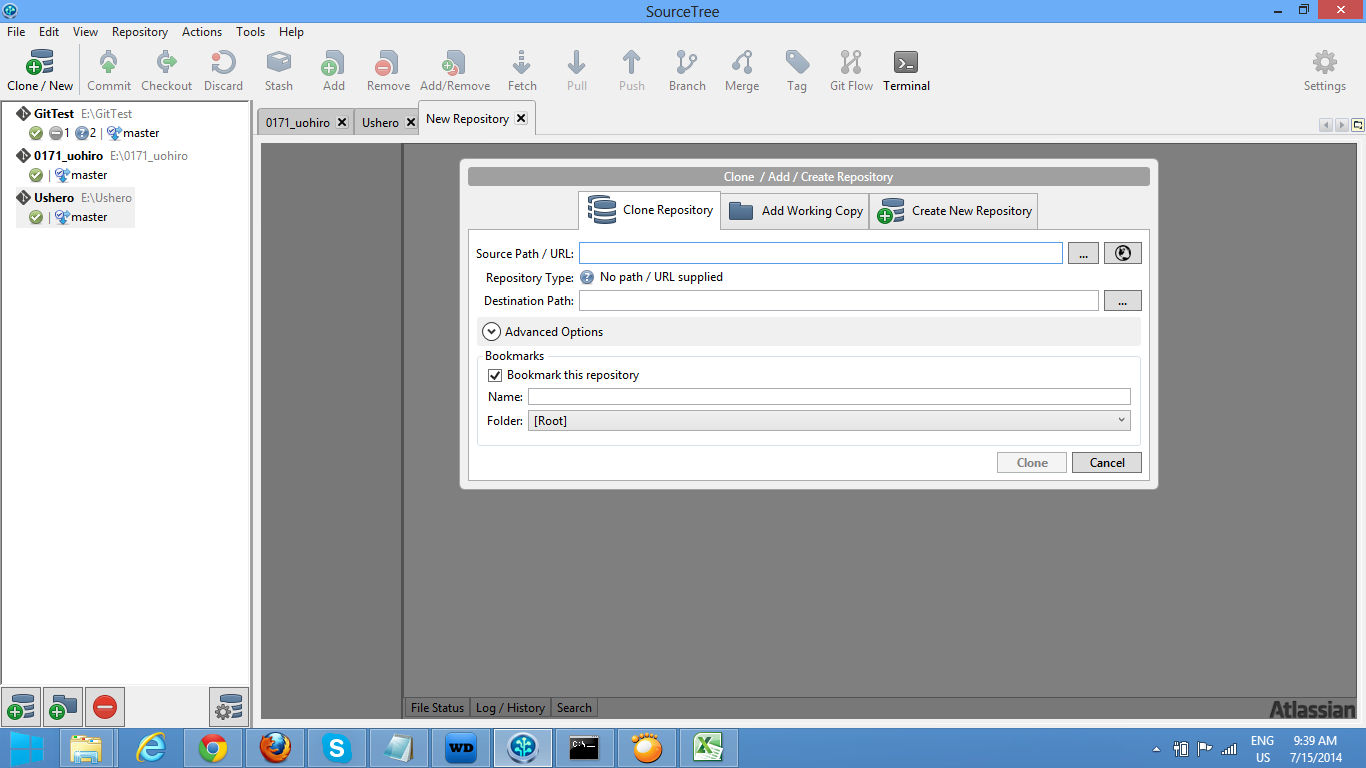 SourceTree
File Edit View Repository Actions Tools Help
Clone / New Commit Checkout Discard Stash Add Remove Add/Remove Fetch Pull Push Branch Merge Tag Git Flow Terminal Settings
GitTest E:\GitTest
1 2 | master
0171_uohiro E:\0171_uohiro
| master
Ushero E:\Ushero
| master
0171_uohiro Ushero New Repository
Clone / Add / Create Repository
Clone Repository Add Working Copy Create New Repository
Source Path / URL: ...
Repository Type: ? No path / URL supplied
Destination Path: ...
Advanced Options
Bookmarks
Bookmark this repository
Name:
Folder: [Root]
Clone Cancel
File Status Log / History Search
Atlassian
WD
C:\-
ENG
US
9:39 AM
7/15/2014